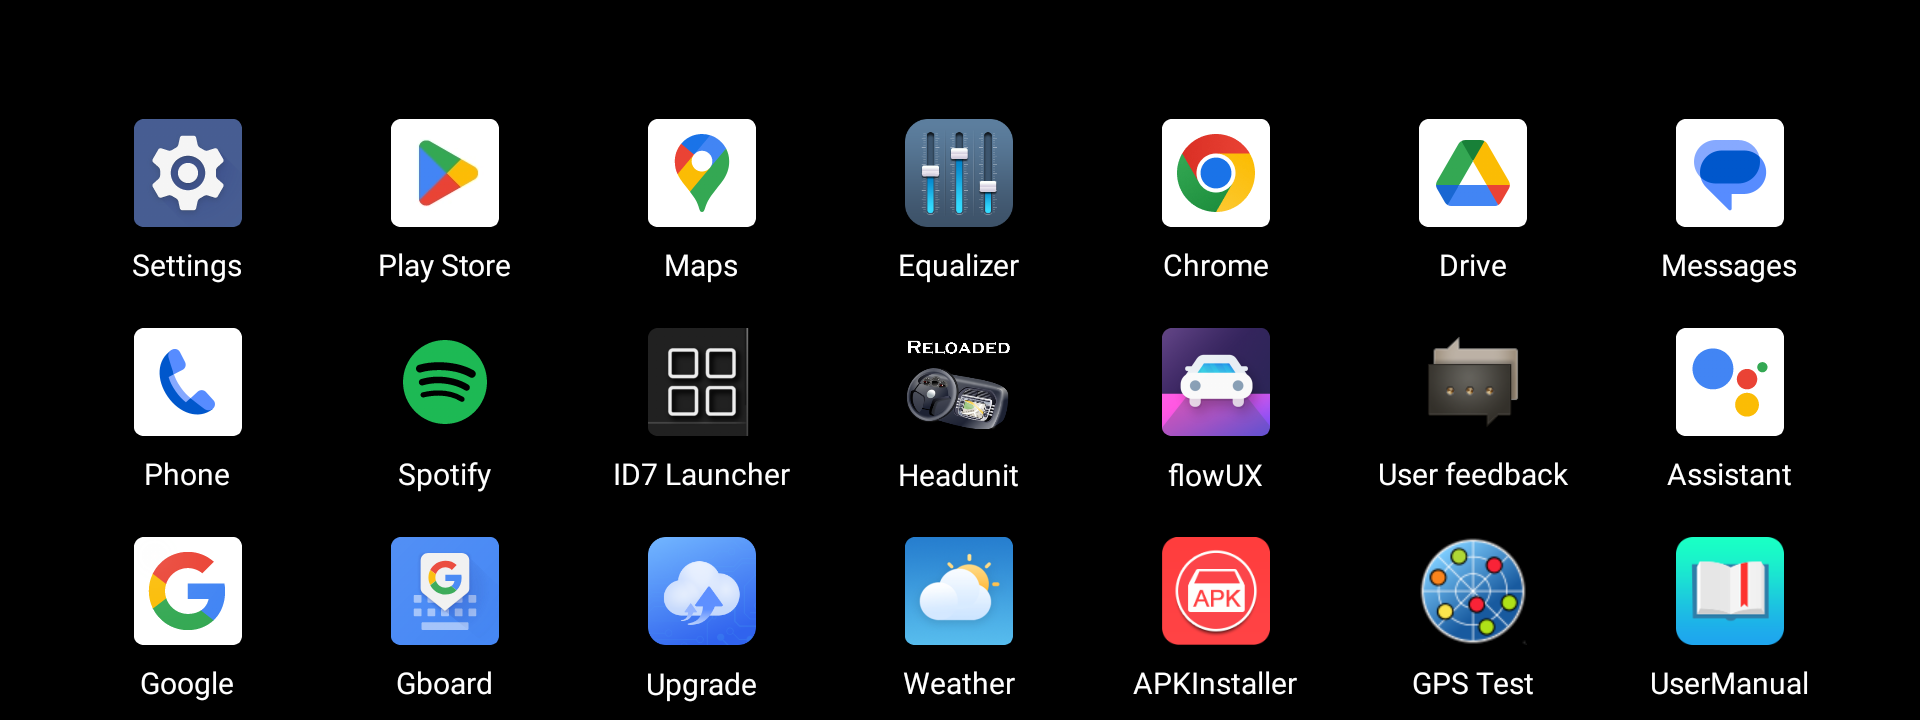 Settings
Play Store
Maps
Equalizer
Chrome
Drive
Messages
RELOADED
Phone
Spotify
ID7 Launcher
Headunit
flowUX
User feedback
Assistant
APK
Google
Gboard
Upgrade
Weather
APKInstaller
GPS Test
UserManual